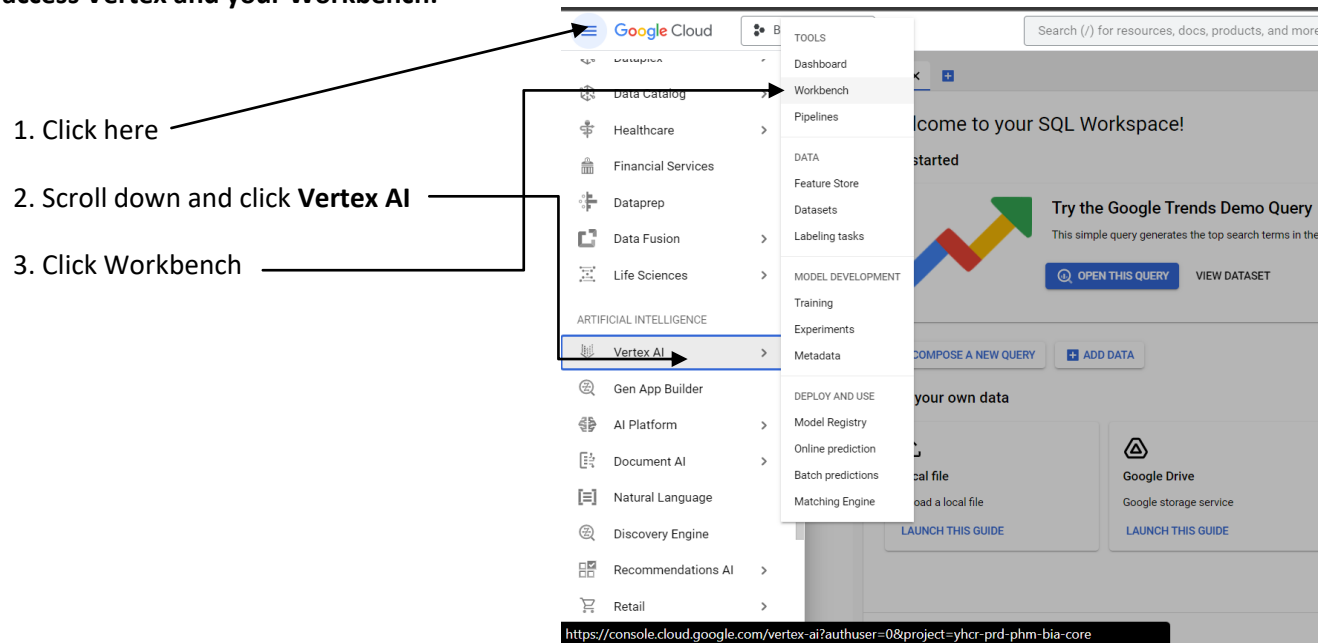 access Vertex and your Workbench.
1. Click here
2. Scroll down and click Vertex AI
3. Click Workbench
Google Cloud
B
Search (/) for resources, docs, products, and more
Dataplex
Data Catalog
Healthcare
Financial Services
Dataprep
Data Fusion
Life Sciences
ARTIFICIAL INTELLIGENCE
Vertex AI
Gen App Builder
AI Platform
Document AI
Natural Language
Discovery Engine
Recommendations AI
Retail
TOOLS
Dashboard
Workbench
Pipelines
DATA
Feature Store
Datasets
Labeling tasks
MODEL DEVELOPMENT
Training
Experiments
Metadata
DEPLOY AND USE
Model Registry
Online prediction
Batch predictions
Matching Engine
lcome to your SQL Workspace!
started
Try the Google Trends Demo Query
This simple query generates the top search terms in the
OPEN THIS QUERY
VIEW DATASET
COMPOSE A NEW QUERY
ADD DATA
your own data
cal file
oad a local file
LAUNCH THIS GUIDE
Google Drive
Google storage service
LAUNCH THIS GUIDE
https://console.cloud.google.com/vertex-ai?authuser=0&project=yhcr-prd-phm-bia-core